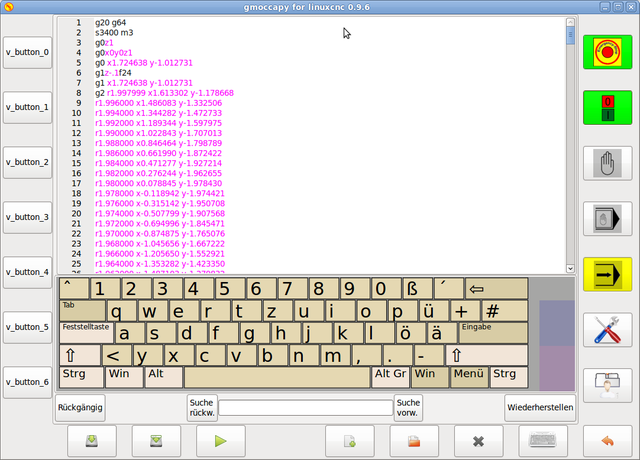 gmoccapy for linuxcnc 0.9.6
v_button_0
v_button_1
v_button_2
v_button_3
v_button_4
v_button_5
v_button_6
1 g20 g64
2 s3400 m3
3 g0z1
4 g0x0y0z1
5 g0 x1.724638 y-1.012731
6 g1z-.1f24
7 g1 x1.724638 y-1.012731
8 g2 r1.997999 x1.613302 y-1.178668
9 r1.996000 x1.486083 y-1.332506
10 r1.994000 x1.344282 y-1.472733
11 r1.992000 x1.189344 y-1.597975
12 r1.990000 x1.022843 y-1.707013
13 r1.988000 x0.846464 y-1.798789
14 r1.986000 x0.661990 y-1.872422
15 r1.984000 x0.471277 y-1.927214
16 r1.982000 x0.276244 y-1.962655
17 r1.980000 x0.078845 y-1.978430
18 r1.978000 x-0.118942 y-1.974421
19 r1.976000 x-0.315142 y-1.950708
20 r1.974000 x-0.507799 y-1.907568
21 r1.972000 x-0.694996 y-1.845471
22 r1.970000 x-0.874875 y-1.765076
23 r1.968000 x-1.045656 y-1.667222
24 r1.966000 x-1.205650 y-1.552921
25 r1.964000 x-1.353282 y-1.423350
^ 1 2 3 4 5 6 7 8 9 0 ß ´ ⇦
Tab q w e r t z u i o p ü + #
Feststelltaste a s d f g h j k l ö ä Eingabe
⇧ < y x c v b n m , . - ⇧
Strg Win Alt Alt Gr Win Menü Strg
Rückgängig
Suche rückw.
Suche vorw.
Wiederherstellen